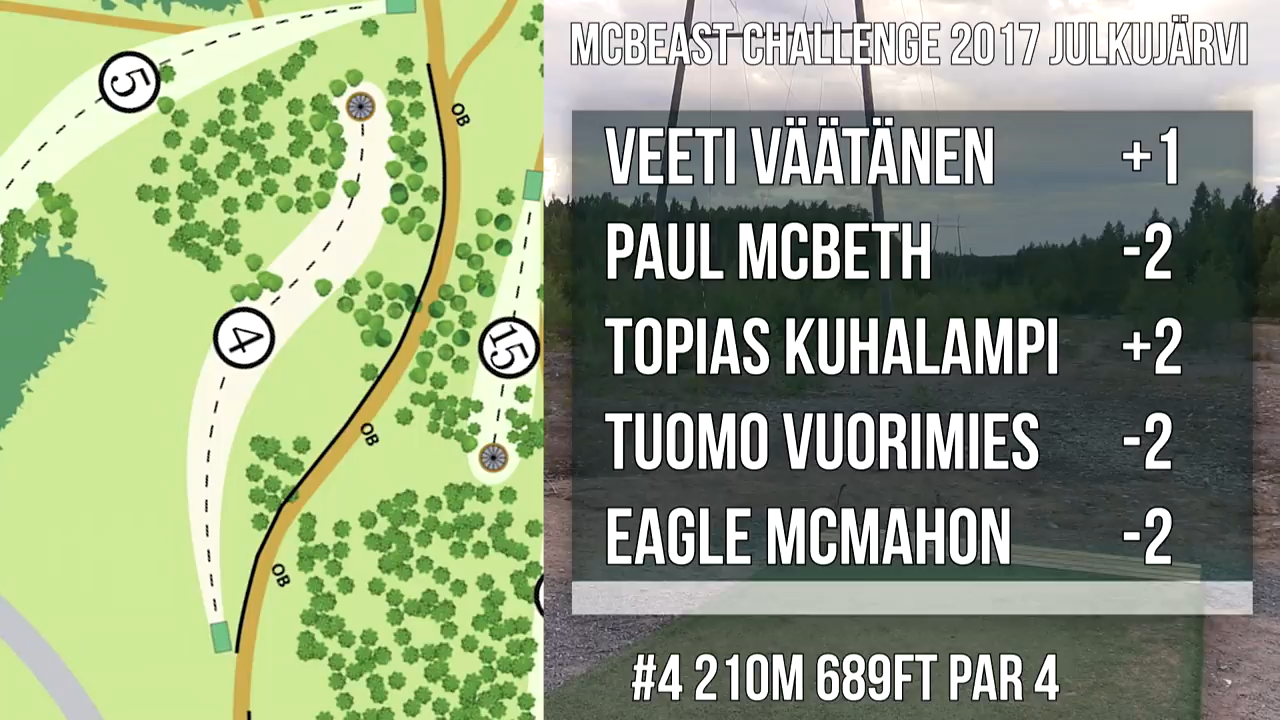 MCBEAST CHALLENGE 2017 JULKUJÄRVI
VEETI VÄÄTÄNEN +1
PAUL MCBETH -2
TOPIAS KUHALAMPI +2
TUOMO VUORIMIES -2
EAGLE MCMAHON -2
#4 210M 689FT PAR 4
5
OB
4
15
OB
OB